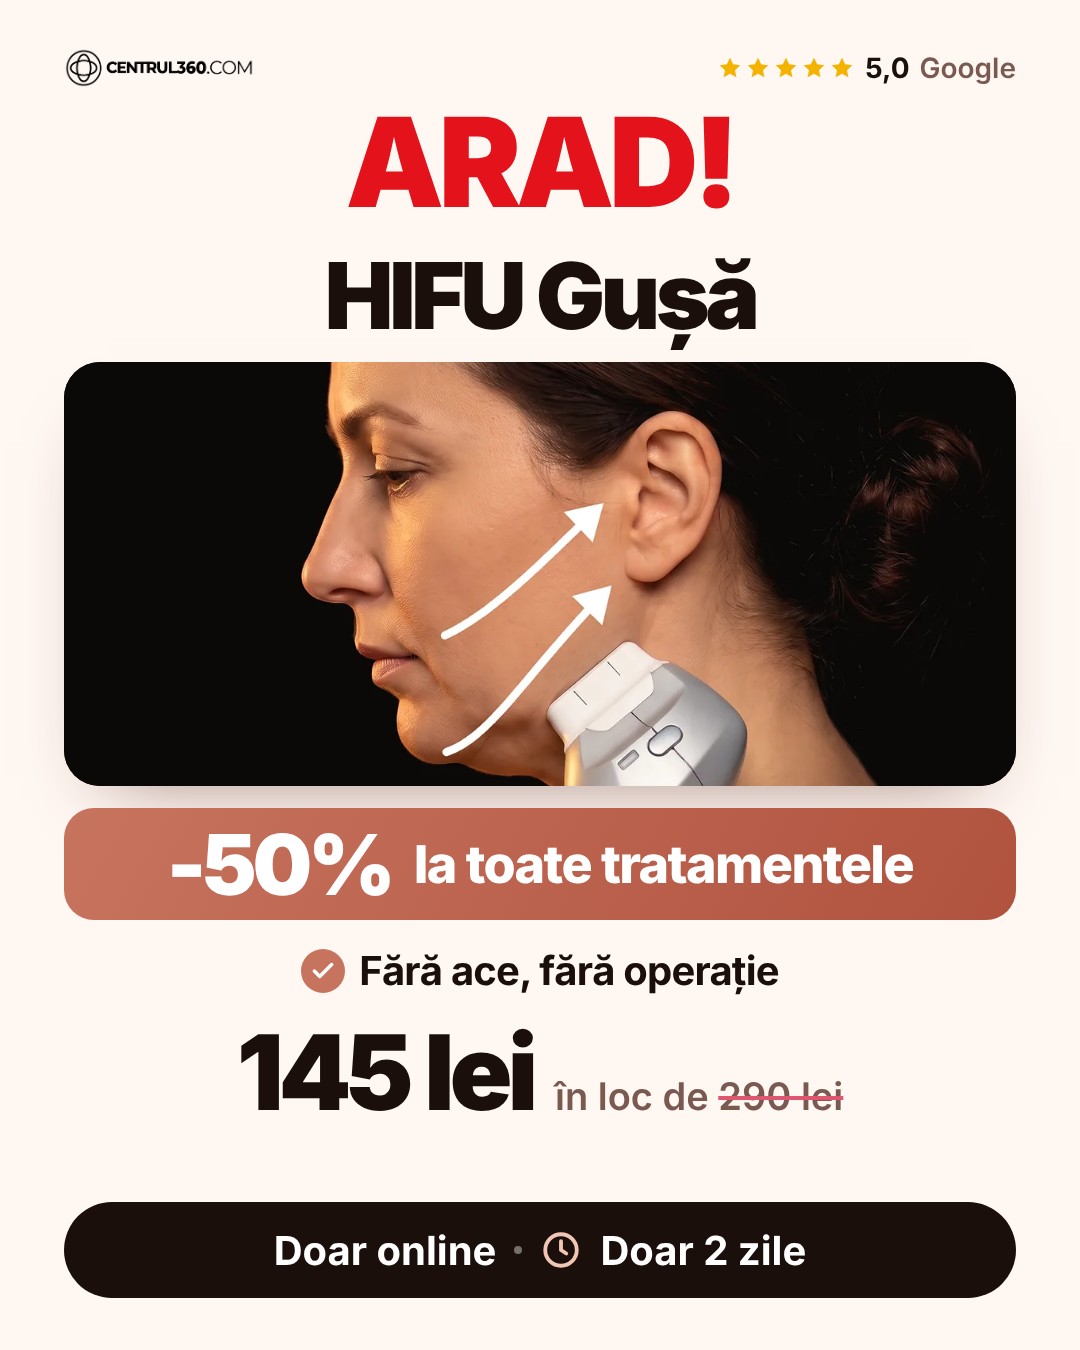 CENTRUL360.COM
5,0 Google
ARAD!
HIFU Gușă
-50% la toate tratamentele
Fără ace, fără operație
145 lei în loc de 290 lei
Doar online • Doar 2 zile